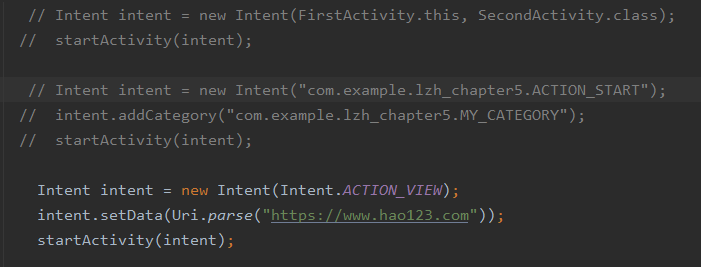 // Intent intent = new Intent(FirstActivity.this, SecondActivity.class);
//  startActivity(intent);
// Intent intent = new Intent("com.example.lzh_chapter5.ACTION_START");
//  intent.addCategory("com.example.lzh_chapter5.MY_CATEGORY");
//  startActivity(intent);
Intent intent = new Intent(Intent.ACTION_VIEW);
intent.setData(Uri.parse("https://www.hao123.com"));
startActivity(intent);